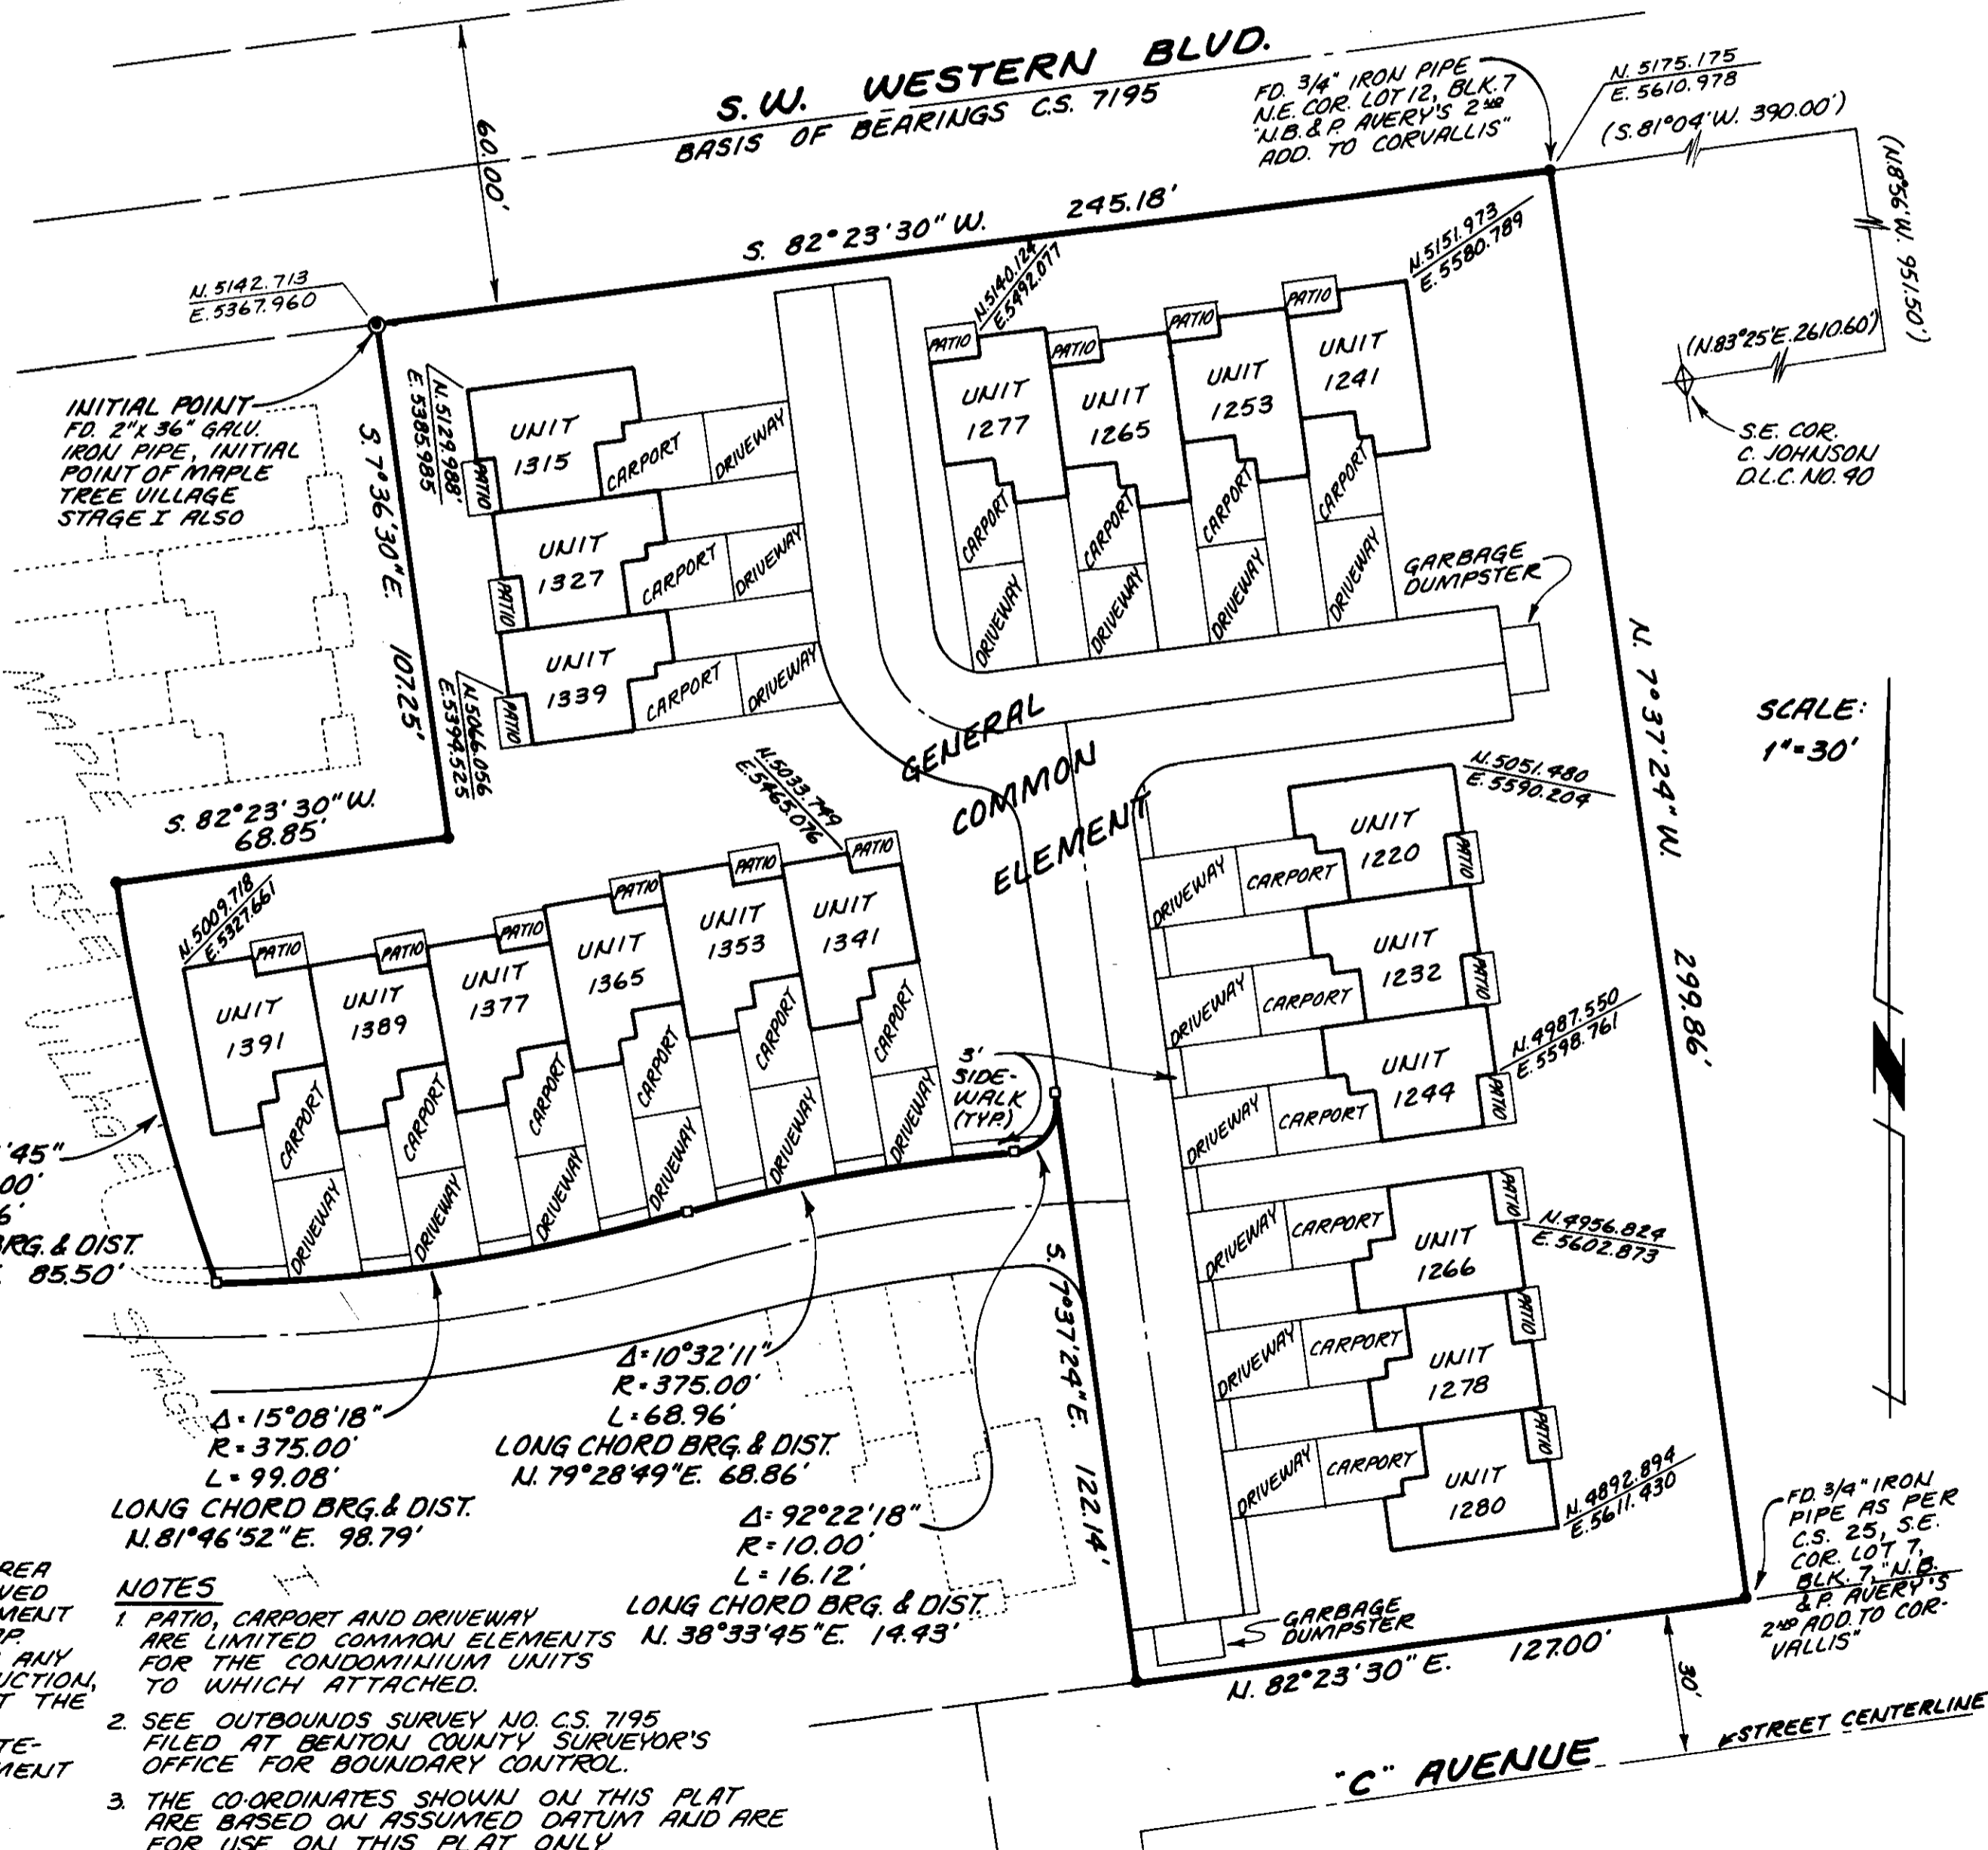 S.W. WESTERN BLVD.
BASIS OF BEARINGS C.S. 7195
60.00'
FD. 3/4" IRON PIPE
N.E. COR. LOT 12, BLK. 7
"N.B. & P. AVERY'S 2ND
ADD. TO CORVALLIS"
N. 5175.175
E. 5610.978
(S. 81°04' W. 390.00')
(N. 8°56' W. 951.50')
(N. 83°25' E. 2610.60')
S.E. COR.
C. JOHNSON
D.L.C. NO. 40
S. 82°23'30" W. 245.18'
N. 5142.713
E. 5367.960
INITIAL POINT
FD. 2" X 36" GALV.
IRON PIPE, INITIAL
POINT OF MAPLE
TREE VILLAGE
STAGE I ALSO
S. 7°36'30" E. 107.25'
N. 5129.988
E. 5385.985
N. 5140.124
E. 5492.077
N. 5151.973
E. 5580.789
UNIT
1315
PATIO
CARPORT
DRIVEWAY
UNIT
1327
PATIO
CARPORT
DRIVEWAY
UNIT
1339
PATIO
CARPORT
DRIVEWAY
N. 5066.056
E. 5394.525
PATIO
UNIT
1277
CARPORT
DRIVEWAY
PATIO
UNIT
1265
CARPORT
DRIVEWAY
PATIO
UNIT
1253
CARPORT
DRIVEWAY
PATIO
UNIT
1241
CARPORT
DRIVEWAY
GARBAGE
DUMPSTER
N. 7°37'24" W. 299.86'
SCALE:
1"=30'
N
GENERAL
COMMON
ELEMENT
MAPLE
TREE VILLAGE
STAGE
I
S. 82°23'30" W.
68.85'
N. 5009.718
E. 5327.661
N. 5033.749
E. 5465.076
PATIO
UNIT
1391
CARPORT
DRIVEWAY
PATIO
UNIT
1389
CARPORT
DRIVEWAY
PATIO
UNIT
1377
CARPORT
DRIVEWAY
PATIO
UNIT
1365
CARPORT
DRIVEWAY
PATIO
UNIT
1353
CARPORT
DRIVEWAY
PATIO
UNIT
1341
CARPORT
DRIVEWAY
3'
SIDE-
WALK
(TYP.)
N. 5051.480
E. 5590.204
UNIT
1220
PATIO
CARPORT
DRIVEWAY
UNIT
1232
PATIO
CARPORT
DRIVEWAY
N. 4987.550
E. 5598.761
UNIT
1244
PATIO
CARPORT
DRIVEWAY
N. 4956.824
E. 5602.873
UNIT
1266
PATIO
CARPORT
DRIVEWAY
UNIT
1278
PATIO
CARPORT
DRIVEWAY
UNIT
1280
PATIO
CARPORT
DRIVEWAY
N. 4892.894
E. 5611.430
'45"
00'
6'
BRG. & DIST.
85.50'
Δ=15°08'18"
R=375.00'
L=99.08'
LONG CHORD BRG. & DIST.
N. 81°46'52" E. 98.79'
Δ=10°32'11"
R=375.00'
L=68.96'
LONG CHORD BRG. & DIST.
N. 79°28'49" E. 68.86'
Δ=92°22'18"
R=10.00'
L=16.12'
LONG CHORD BRG. & DIST.
N. 38°33'45" E. 14.43'
S. 7°37'24" E. 122.14'
GARBAGE
DUMPSTER
N. 82°23'30" E. 127.00'
30'
FD. 3/4" IRON
PIPE AS PER
C.S. 25, S.E.
COR. LOT 7,
BLK. 7, "N.B.
& P. AVERY'S
2ND ADD. TO COR-
VALLIS"
STREET CENTERLINE
"C" AVENUE
REA
VED
MENT
P.
ANY
UCTION,
T THE
TE-
MENT
NOTES
1. PATIO, CARPORT AND DRIVEWAY
ARE LIMITED COMMON ELEMENTS
FOR THE CONDOMINIUM UNITS
TO WHICH ATTACHED.
2. SEE OUTBOUNDS SURVEY NO. C.S. 7195
FILED AT BENTON COUNTY SURVEYOR'S
OFFICE FOR BOUNDARY CONTROL.
3. THE CO-ORDINATES SHOWN ON THIS PLAT
ARE BASED ON ASSUMED DATUM AND ARE
FOR USE ON THIS PLAT ONLY